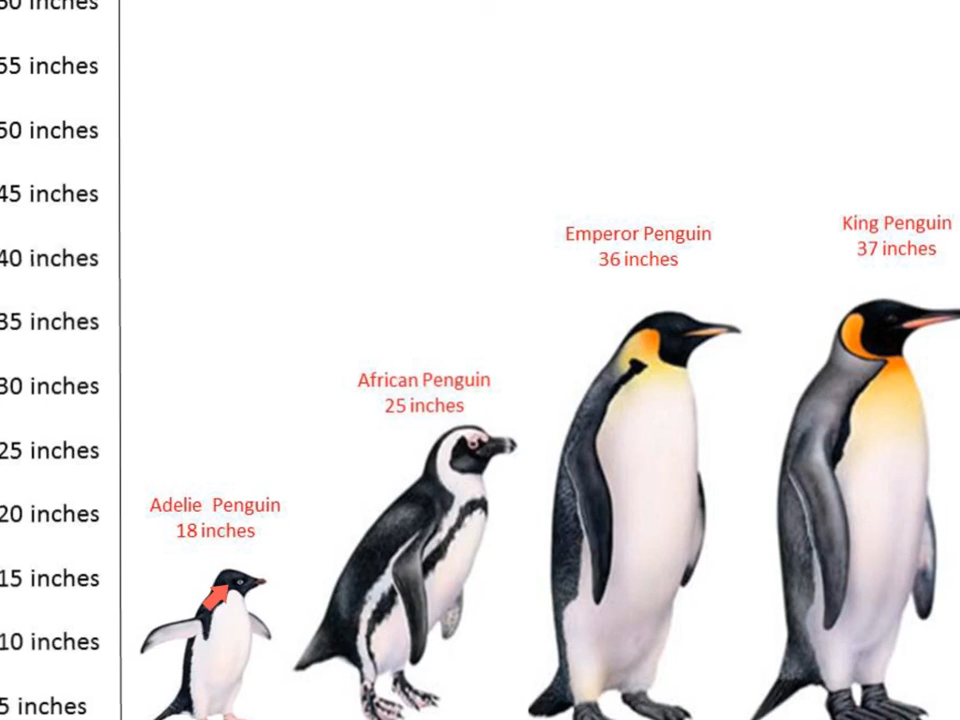 55 inches
50 inches
45 inches
40 inches
35 inches
30 inches
25 inches
20 inches
15 inches
10 inches
5 inches
Adelie Penguin
18 inches
African Penguin
25 inches
Emperor Penguin
36 inches
King Penguin
37 inches